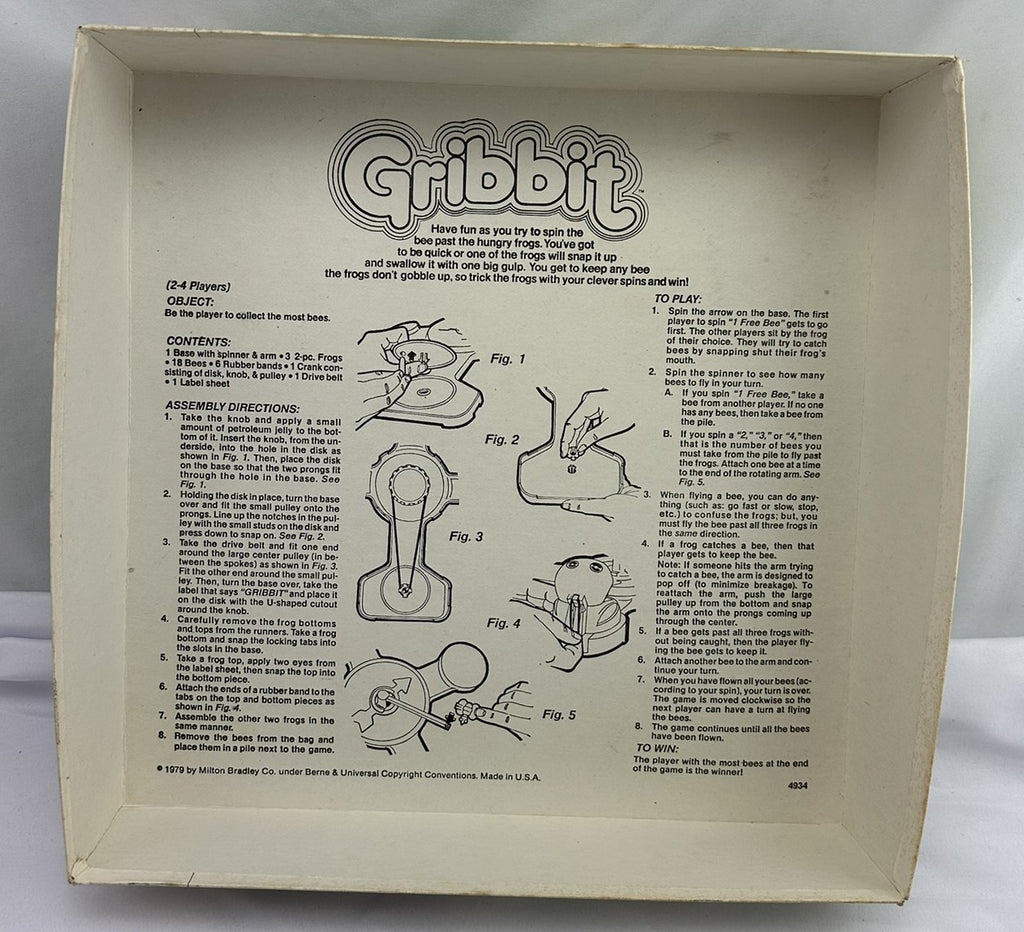 Gribbit™
Have fun as you try to spin the
bee past the hungry frogs. You've got
to be quick or one of the frogs will snap it up
and swallow it with one big gulp. You get to keep any bee
the frogs don't gobble up, so trick the frogs with your clever spins and win!
(2-4 Players)
OBJECT:
Be the player to collect the most bees.
CONTENTS:
1 Base with spinner & arm • 3 2-pc. Frogs
• 18 Bees • 6 Rubber bands • 1 Crank con-
sisting of disk, knob, & pulley • 1 Drive belt
• 1 Label sheet
ASSEMBLY DIRECTIONS:
1. Take the knob and apply a small
amount of petroleum jelly to the bot-
tom of it. Insert the knob, from the un-
derside, into the hole in the disk as
shown in Fig. 1. Then, place the disk
on the base so that the two prongs fit
through the hole in the base. See
Fig. 1.
2. Holding the disk in place, turn the base
over and fit the small pulley onto the
prongs. Line up the notches in the pul-
ley with the small studs on the disk and
press down to snap on. See Fig. 2.
3. Take the drive belt and fit one end
around the large center pulley (in be-
tween the spokes) as shown in Fig. 3.
Fit the other end around the small pul-
ley. Then, turn the base over, take the
label that says "GRIBBIT" and place it
on the disk with the U-shaped cutout
around the knob.
4. Carefully remove the frog bottoms
and tops from the runners. Take a frog
bottom and snap the locking tabs into
the slots in the base.
5. Take a frog top, apply two eyes from
the label sheet, then snap the top into
the bottom piece.
6. Attach the ends of a rubber band to the
tabs on the top and bottom pieces as
shown in Fig. 4.
7. Assemble the other two frogs in the
same manner.
8. Remove the bees from the bag and
place them in a pile next to the game.
Fig. 1
Fig. 2
Fig. 3
Fig. 4
Fig. 5
TO PLAY:
1. Spin the arrow on the base. The first
player to spin "1 Free Bee" gets to go
first. The other players sit by the frog
of their choice. They will try to catch
bees by snapping shut their frog's
mouth.
2. Spin the spinner to see how many
bees to fly in your turn.
A. If you spin "1 Free Bee," take a
bee from another player. If no one
has any bees, then take a bee from
the pile.
B. If you spin a "2," "3," or "4," then
that is the number of bees you
must take from the pile to fly past
the frogs. Attach one bee at a time
to the end of the rotating arm. See
Fig. 5.
3. When flying a bee, you can do any-
thing (such as: go fast or slow, stop,
etc.) to confuse the frogs; but, you
must fly the bee past all three frogs in
the same direction.
4. If a frog catches a bee, then that
player gets to keep the bee.
Note: If someone hits the arm trying
to catch a bee, the arm is designed to
pop off (to minimize breakage). To
reattach the arm, push the large
pulley up from the bottom and snap
the arm onto the prongs coming up
through the center.
5. If a bee gets past all three frogs with-
out being caught, then the player fly-
ing the bee gets to keep it.
6. Attach another bee to the arm and con-
tinue your turn.
7. When you have flown all your bees (ac-
cording to your spin), your turn is over.
The game is moved clockwise so the
next player can have a turn at flying
the bees.
8. The game continues until all the bees
have been flown.
TO WIN:
The player with the most bees at the end
of the game is the winner!
© 1979 by Milton Bradley Co. under Berne & Universal Copyright Conventions. Made in U.S.A.
4934